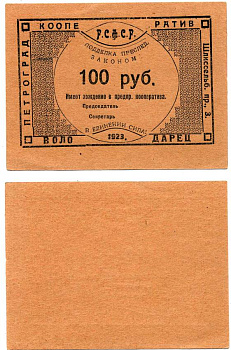 КООПЕ РАТИВ
Р.С.Ф.С.Р.
ПЕТРОГРАД
ПОДДЕЛКА ПРЕСЛЕД.
ЗАКОНОМ
100 руб.
Имеют хождение в предпр. кооператива.
Председатель
Секретарь
В ЕДИНЕНИИ СИЛА!
1923
Шлиссельб. пр., 3.
ВОЛО ДАРЕЦ